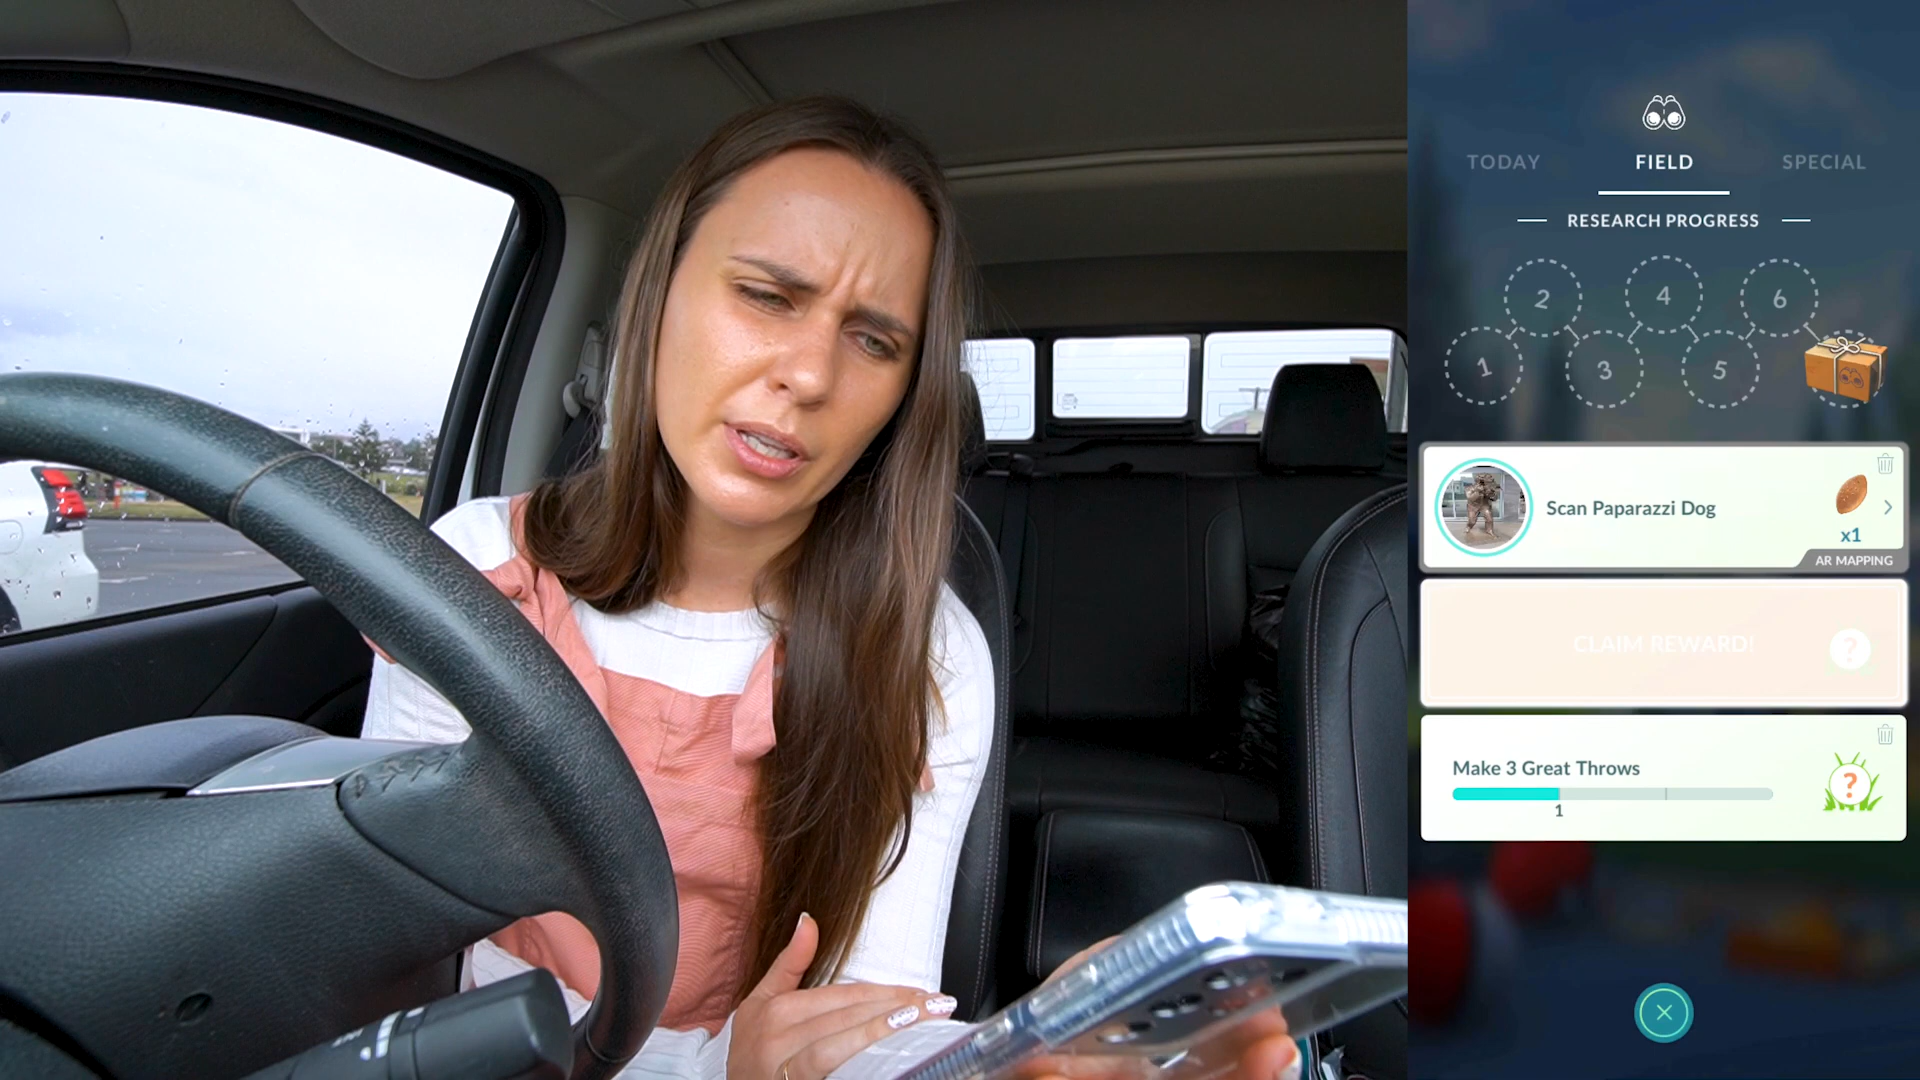 TODAY
FIELD
SPECIAL
RESEARCH PROGRESS
2
4
6
1
3
5
Scan Paparazzi Dog
x1
AR MAPPING
CLAIM REWARD!
?
Make 3 Great Throws
?
1